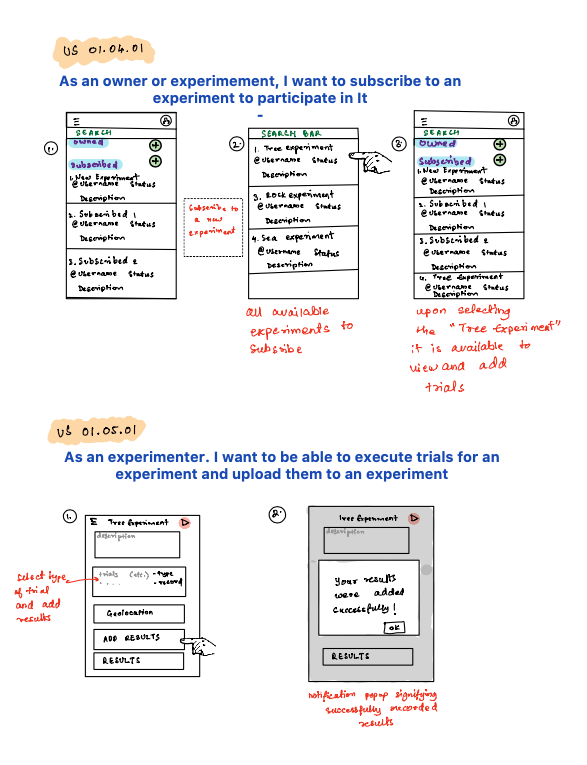 US 01.04.01
As an owner or experimement, I want to subscribe to an
experiment to participate in It
-
1.
SEARCH
Owned
Subscribed
1. New Experiment
@ Username Status
Description
2. Subscribed 1
@ Username Status
Description
3. Subscribed 2
@ Username Status
Description
Subscribe to
a new
experiment
2.
SEARCH BAR
1. Tree experiment
@ Username Status
Description
3. Rock experiment
@ Username Status
Description
4. Sea experiment
@ Username Status
Description
all available
experiments to
subscribe
3.
SEARCH
Owned
Subscribed
1. New Experiment
@ Username Status
Description
2. Subscribed 1
@ Username Status
Description
3. Subscribed 2
@ Username Status
Description
4. Tree Experiment
@ Username Status
Description
upon selecting
the "Tree Experiment"
it is available to
view and add
trials
US 01.05.01
As an experimenter. I want to be able to execute trials for an
experiment and upload them to an experiment
1.
Tree Experiment
description
trials (etc.) - type
- record
Select type
of trial
and add
results
Geolocation
ADD RESULTS
RESULTS
2.
Tree Experiment
description
Your results
were added
successfully!
OK
RESULTS
notification popup signifying
successfully recorded
results